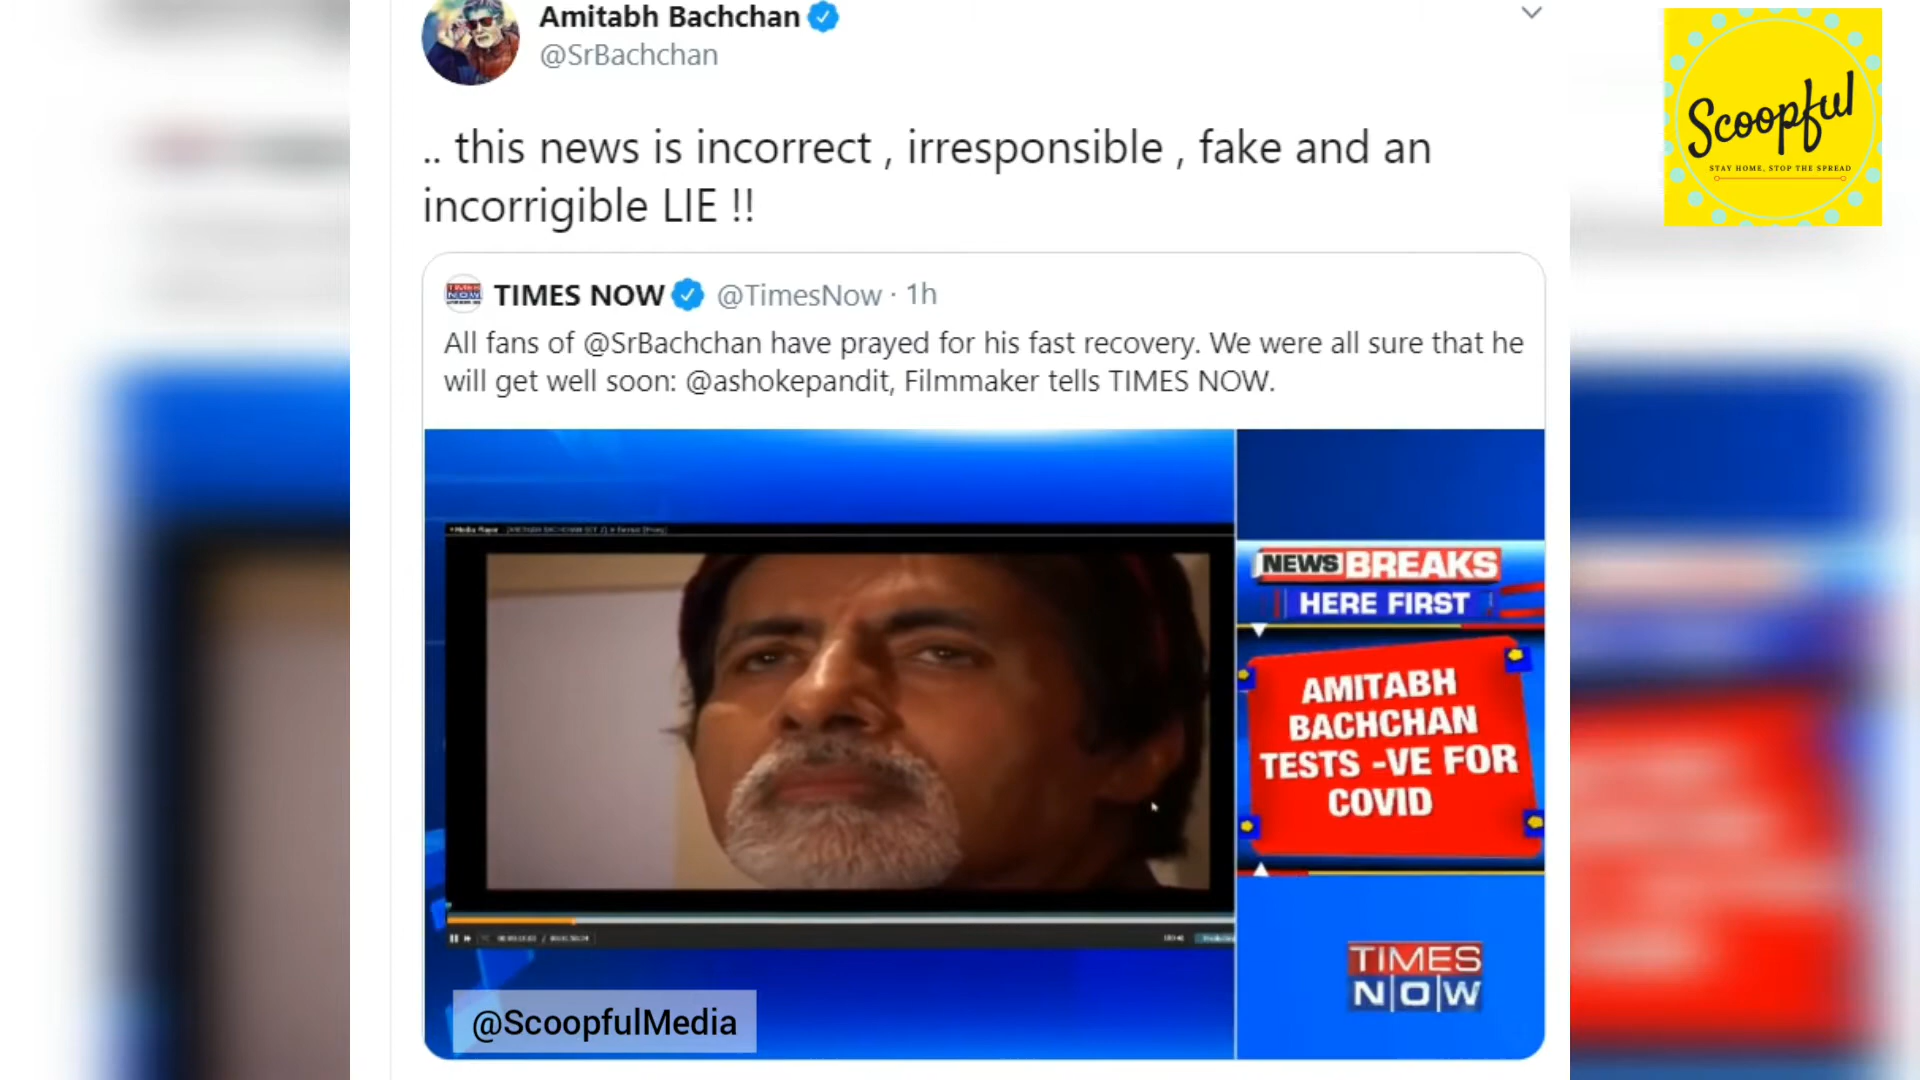 Amitabh Bachchan
@SrBachchan
.. this news is incorrect , irresponsible , fake and an
incorrigible LIE !!
TIMES NOW @TimesNow · 1h
All fans of @SrBachchan have prayed for his fast recovery. We were all sure that he
will get well soon: @ashokepandit, Filmmaker tells TIMES NOW.
Media Player
NEWS BREAKS
HERE FIRST
AMITABH
BACHCHAN
TESTS -VE FOR
COVID
TIMES
NOW
@ScoopfulMedia
Scoopful
STAY HOME, STOP THE SPREAD